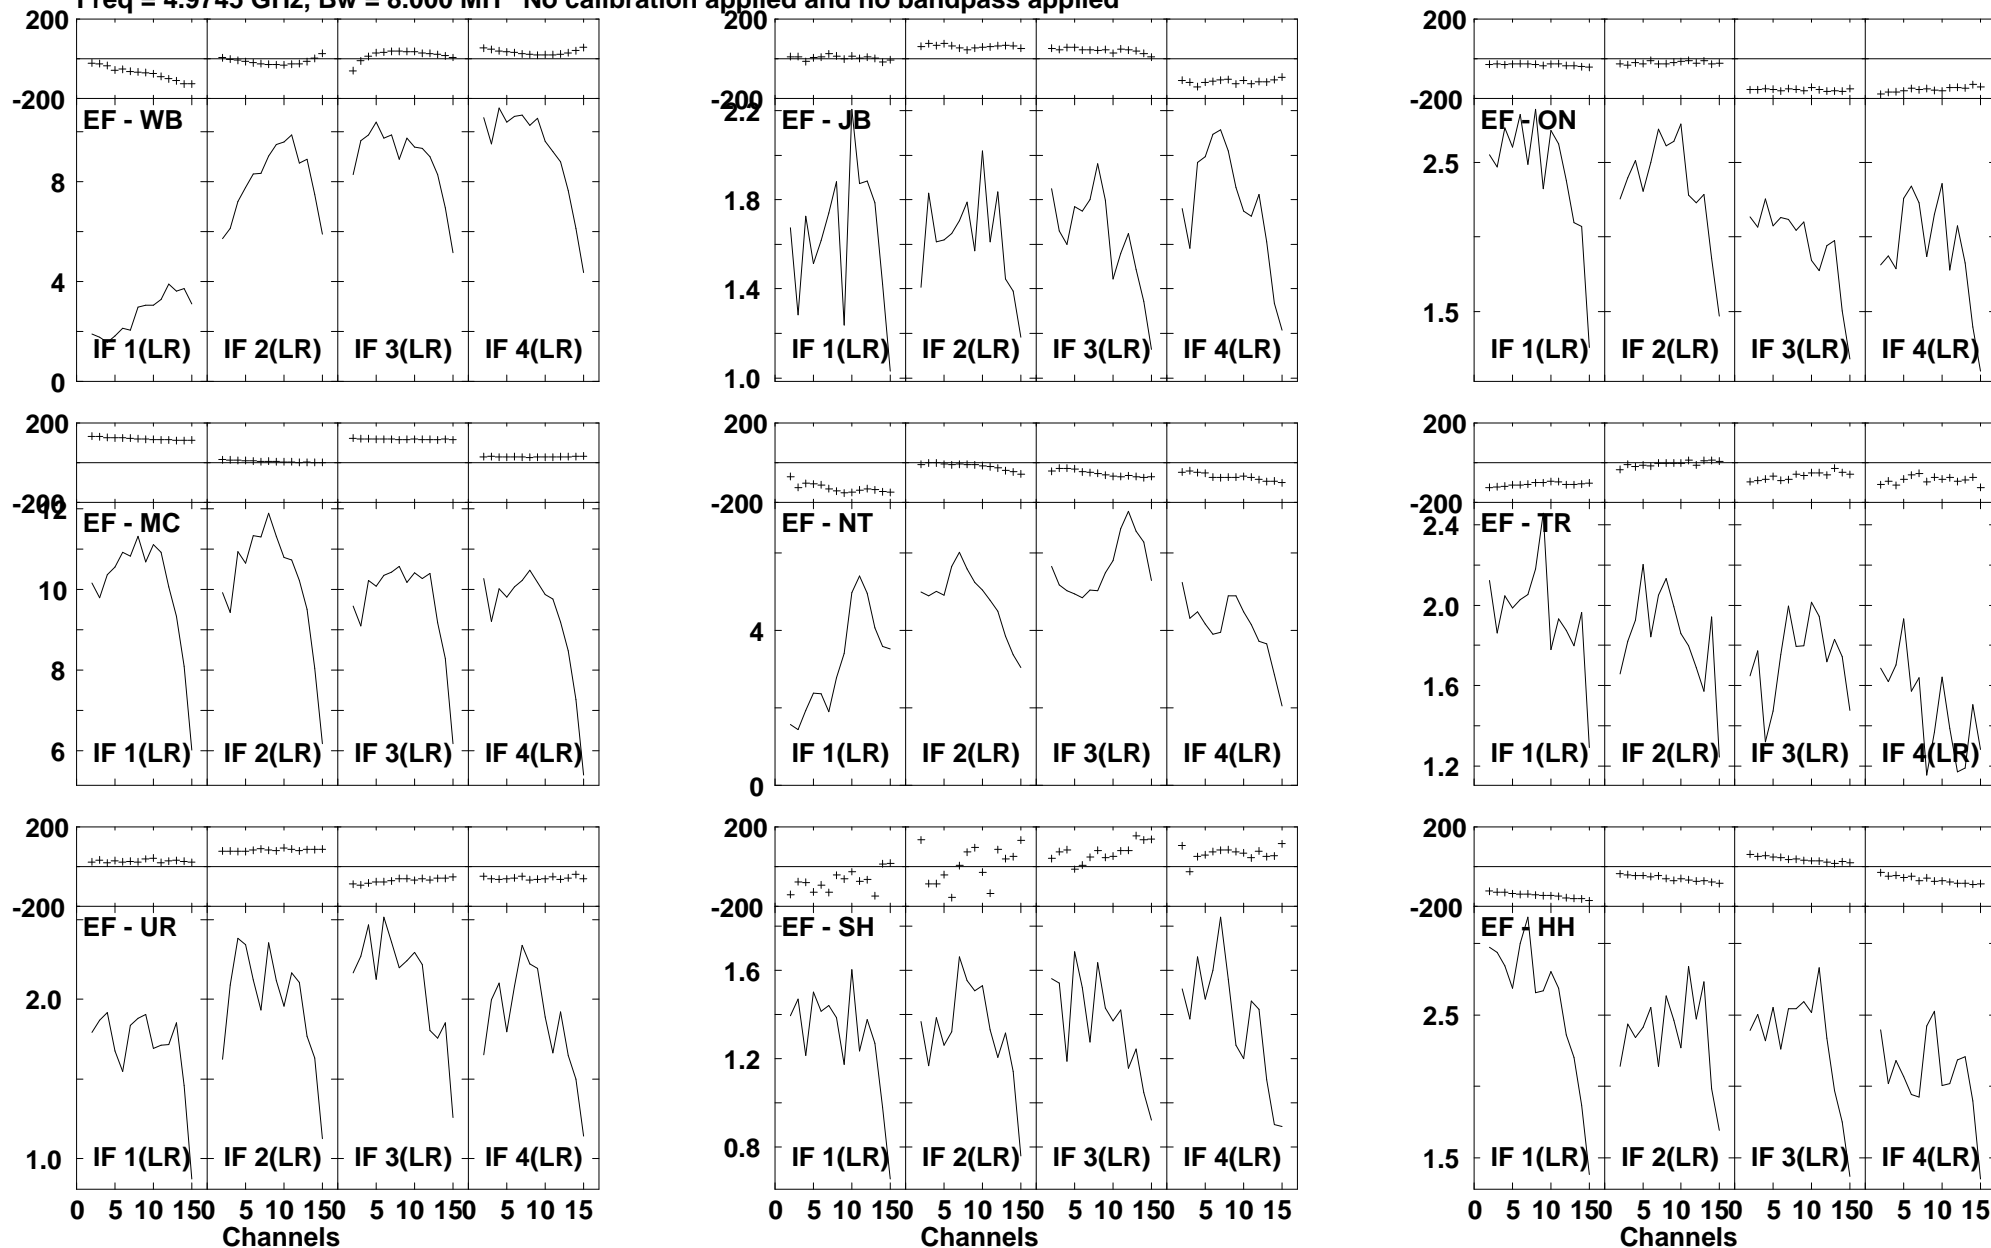 Freq = 4.9745 GHz, Bw = 8.000 MH No calibration applied and no bandpass applied
200 200 200
-200 -200 -200
EF - WB 2.2 EF - JB EF - ON
8 1.8 2.5
4 1.4 1.5
IF 1(LR) IF 2(LR) IF 3(LR) IF 4(LR) IF 1(LR) IF 2(LR) IF 3(LR) IF 4(LR) IF 1(LR) IF 2(LR) IF 3(LR) IF 4(LR)
0 1.0
200 200 200
-200 -200 -200
12 EF - MC EF - NT 2.4 EF - TR
10 4 2.0
8 1.6
6 IF 1(LR) IF 2(LR) IF 3(LR) IF 4(LR) IF 1(LR) IF 2(LR) IF 3(LR) IF 4(LR) 1.2 IF 1(LR) IF 2(LR) IF 3(LR) IF 4(LR)
0
200 200 200
-200 -200 -200
EF - UR EF - SH EF - HH
2.0 1.6 2.5
1.2
1.0 IF 1(LR) IF 2(LR) IF 3(LR) IF 4(LR) 0.8 IF 1(LR) IF 2(LR) IF 3(LR) IF 4(LR) 1.5 IF 1(LR) IF 2(LR) IF 3(LR) IF 4(LR)
0 5 10 150 5 10 150 5 10 150 5 10 15 0 5 10 150 5 10 150 5 10 150 5 10 15 0 5 10 150 5 10 150 5 10 150 5 10 15
Channels Channels Channels